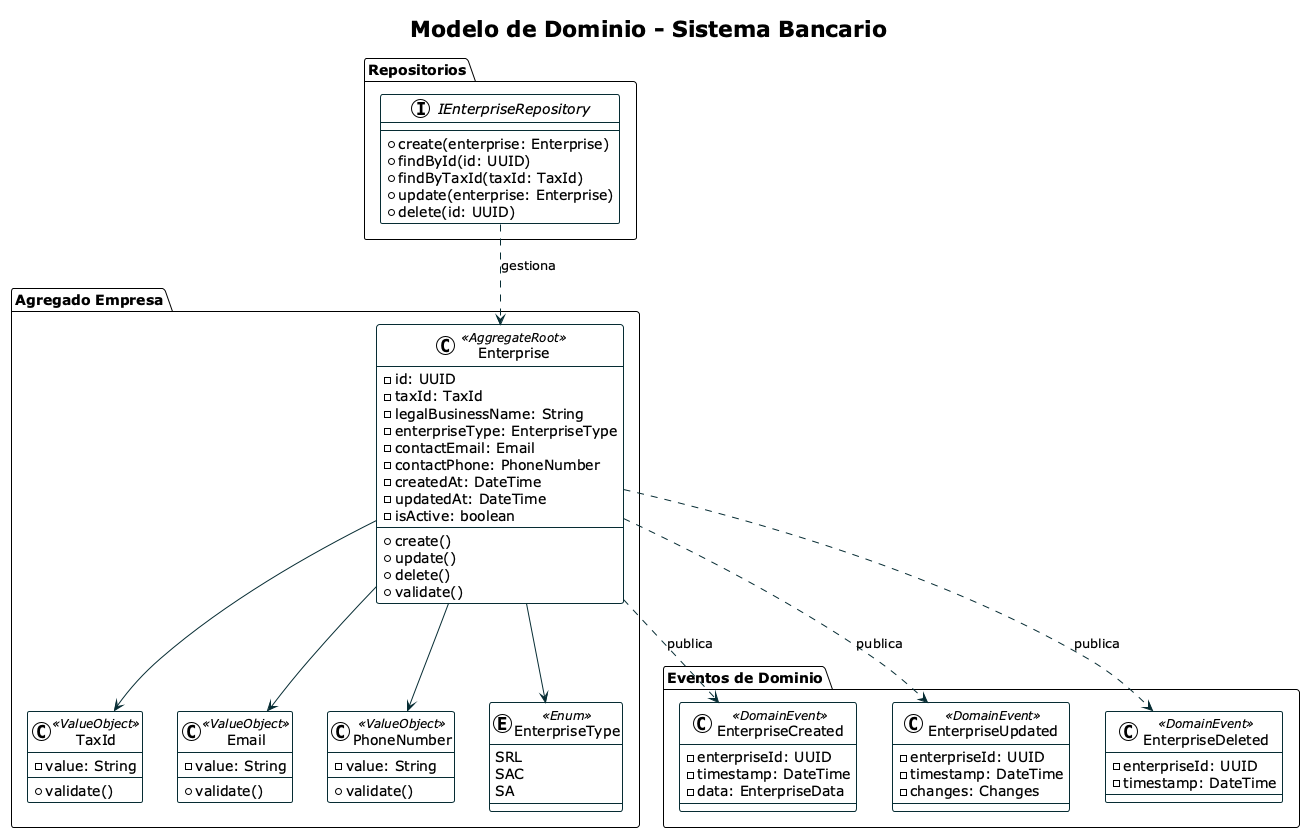 Modelo de Dominio - Sistema Bancario
Repositorios
I IEnterpriseRepository
create(enterprise: Enterprise)
findById(id: UUID)
findByTaxId(taxId: TaxId)
update(enterprise: Enterprise)
delete(id: UUID)
gestiona
Agregado Empresa
C «AggregateRoot»
Enterprise
id: UUID
taxId: TaxId
legalBusinessName: String
enterpriseType: EnterpriseType
contactEmail: Email
contactPhone: PhoneNumber
createdAt: DateTime
updatedAt: DateTime
isActive: boolean
create()
update()
delete()
validate()
publica
publica
publica
C «ValueObject»
TaxId
value: String
validate()
C «ValueObject»
Email
value: String
validate()
C «ValueObject»
PhoneNumber
value: String
validate()
E «Enum»
EnterpriseType
SRL
SAC
SA
Eventos de Dominio
C «DomainEvent»
EnterpriseCreated
enterpriseId: UUID
timestamp: DateTime
data: EnterpriseData
C «DomainEvent»
EnterpriseUpdated
enterpriseId: UUID
timestamp: DateTime
changes: Changes
C «DomainEvent»
EnterpriseDeleted
enterpriseId: UUID
timestamp: DateTime